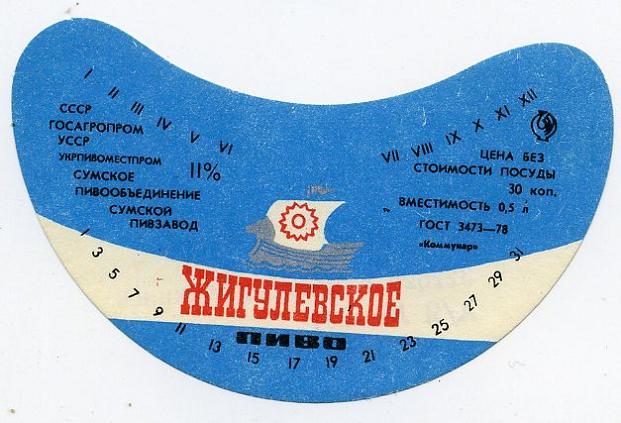 I II III IV V VI
VII VIII IX X XI XII
СССР
ГОСАГРОПРОМ
УССР
УКРПИВОМЕСТПРОМ
СУМСКОЕ
11%
ПИВООБЪЕДИНЕНИЕ
СУМСКОЙ
ПИВЗАВОД
ЦЕНА БЕЗ
СТОИМОСТИ ПОСУДЫ
30 коп.
ВМЕСТИМОСТЬ 0,5 л
ГОСТ 3473—78
«Коммунар»
ЖИГУЛЕВСКОЕ
ПИВО
1 3 5 7 9 11 13 15 17 19 21 23 25 27 29 31